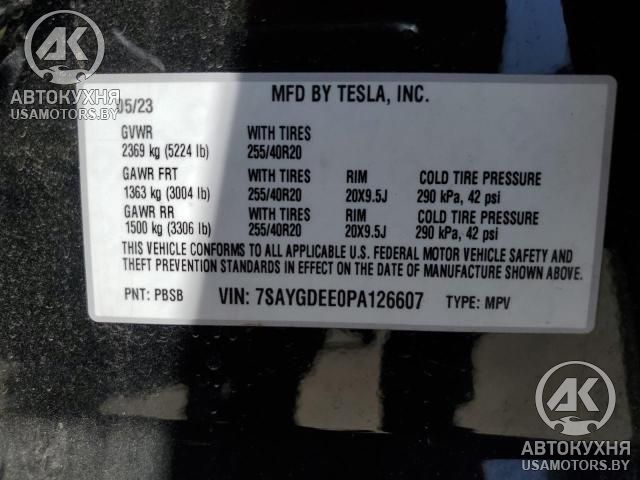 AK
АВТОКУХНЯ
USAMOTORS.BY
05/23 MFD BY TESLA, INC.
GVWR WITH TIRES
2369 kg (5224 lb) 255/40R20
GAWR FRT WITH TIRES RIM COLD TIRE PRESSURE
1363 kg (3004 lb) 255/40R20 20X9.5J 290 kPa, 42 psi
GAWR RR WITH TIRES RIM COLD TIRE PRESSURE
1500 kg (3306 lb) 255/40R20 20X9.5J 290 kPa, 42 psi
THIS VEHICLE CONFORMS TO ALL APPLICABLE U.S. FEDERAL MOTOR VEHICLE SAFETY AND
THEFT PREVENTION STANDARDS IN EFFECT ON THE DATE OF MANUFACTURE SHOWN ABOVE.
PNT: PBSB VIN: 7SAYGDEE0PA126607 TYPE: MPV
AK
АВТОКУХНЯ
USAMOTORS.BY